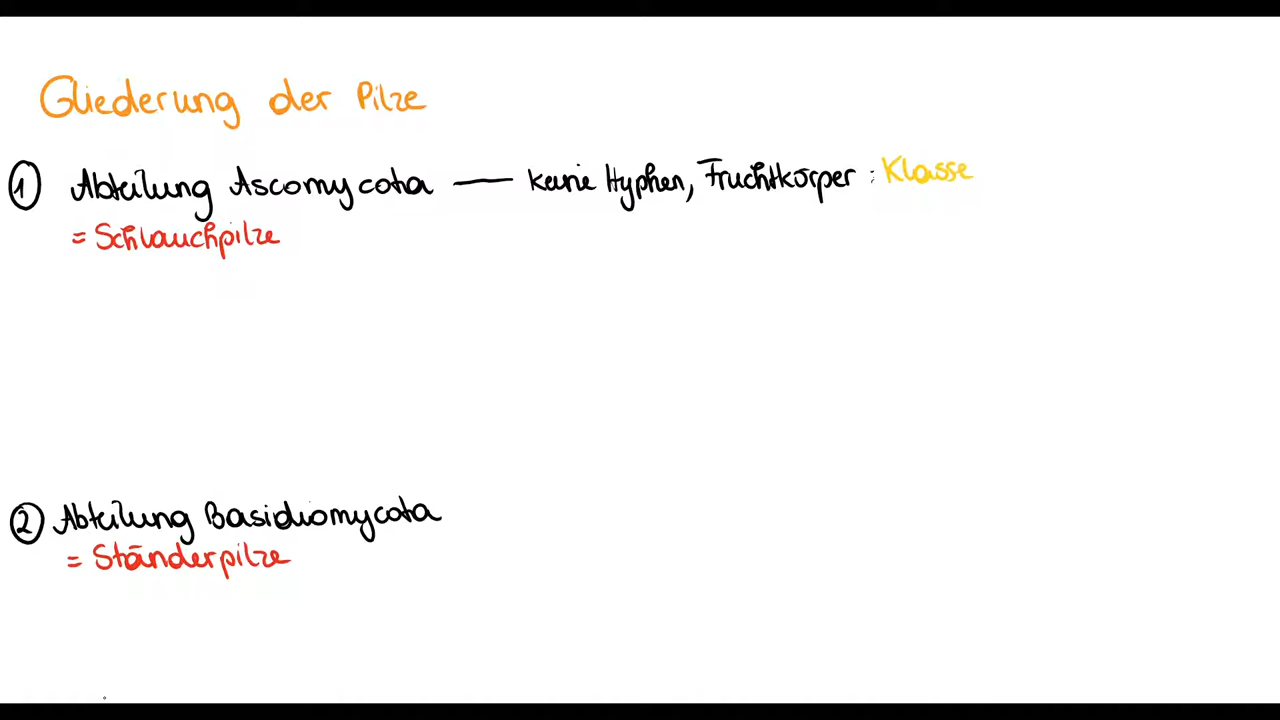 Gliederung der Pilze
① Abteilung Ascomycota — keine Hyphen, Fruchtkörper : Klasse
= Schlauchpilze
② Abteilung Basidiomycota
= Ständerpilze